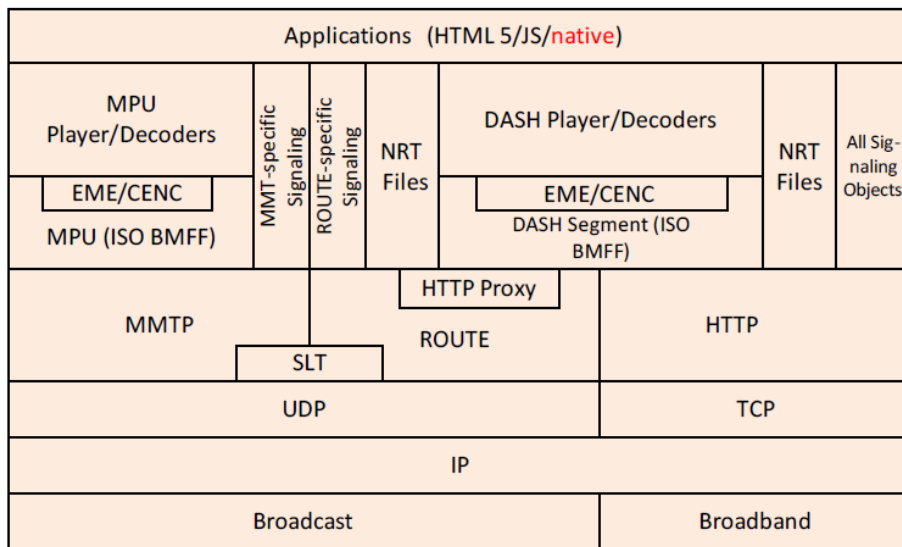 Applications (HTML 5/JS/native)
MPU
Player/Decoders
EME/CENC
MPU (ISO BMFF)
MMT-specific
Signaling
ROUTE-specific
Signaling
NRT
Files
DASH Player/Decoders
EME/CENC
DASH Segment (ISO
BMFF)
NRT
Files
All Sig-
naling
Objects
MMTP
SLT
HTTP Proxy
ROUTE
HTTP
UDP
TCP
IP
Broadcast
Broadband